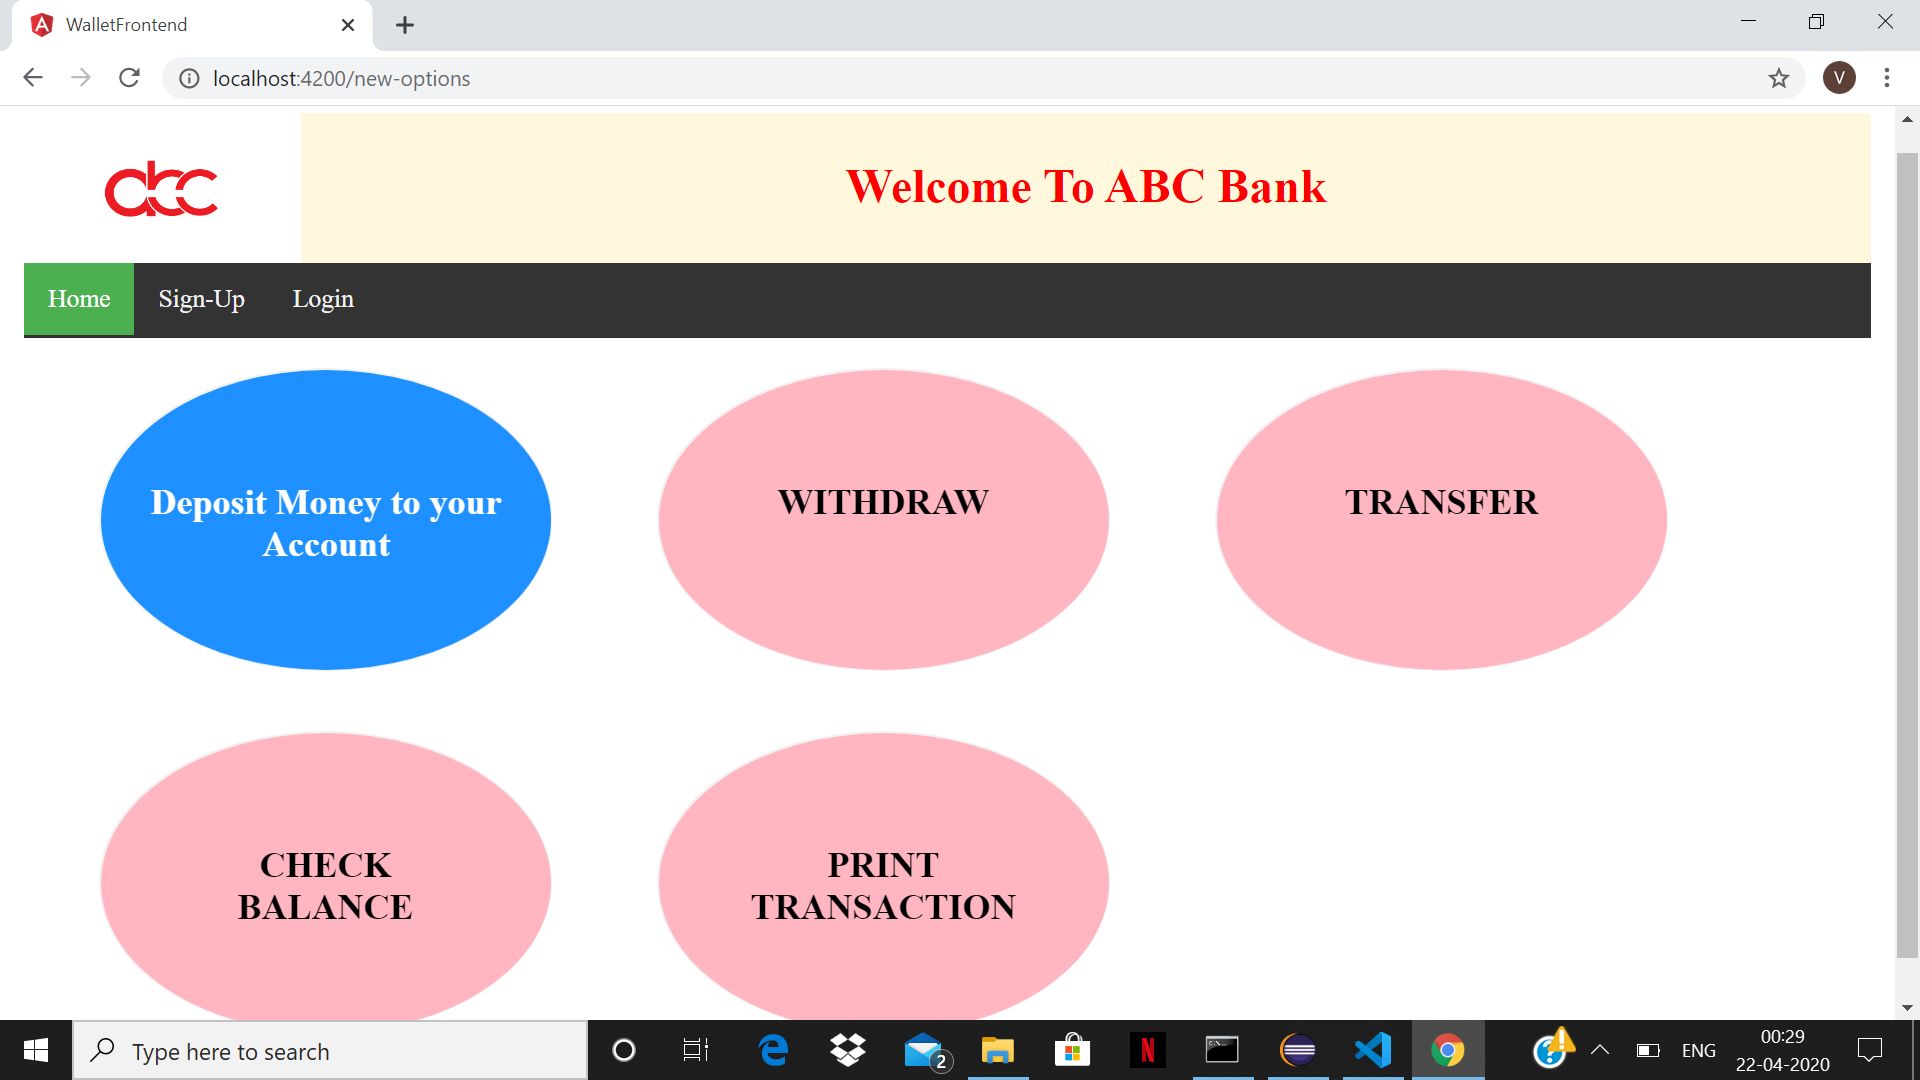 WalletFrontend
localhost:4200/new-options
V
abc
Welcome To ABC Bank
Home Sign-Up Login
Deposit Money to your
Account
WITHDRAW
TRANSFER
CHECK
BALANCE
PRINT
TRANSACTION
Type here to search
2
N
C:\
ENG
00:29
22-04-2020